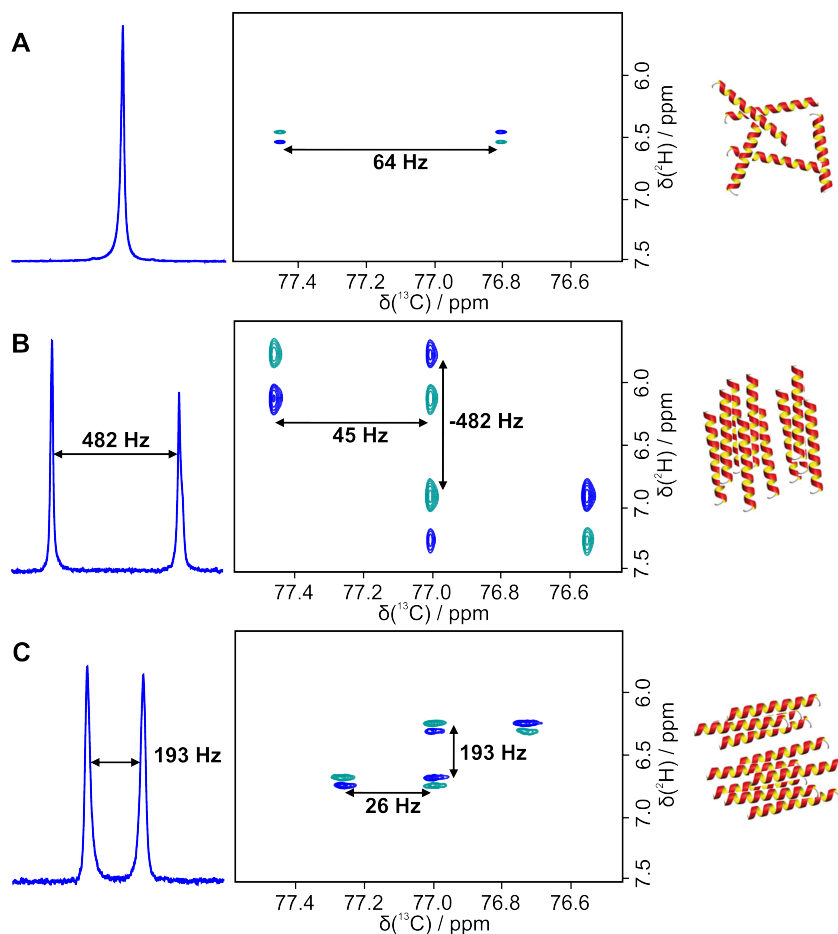 A
64 Hz
6.0
6.5
7.0
7.5
δ(²H) / ppm
77.4 77.2 77.0 76.8 76.6
δ(¹³C) / ppm
B
482 Hz
45 Hz
-482 Hz
6.0
6.5
7.0
7.5
δ(²H) / ppm
77.4 77.2 77.0 76.8 76.6
δ(¹³C) / ppm
C
193 Hz
193 Hz
26 Hz
6.0
6.5
7.0
7.5
δ(²H) / ppm
77.4 77.2 77.0 76.8 76.6
δ(¹³C) / ppm